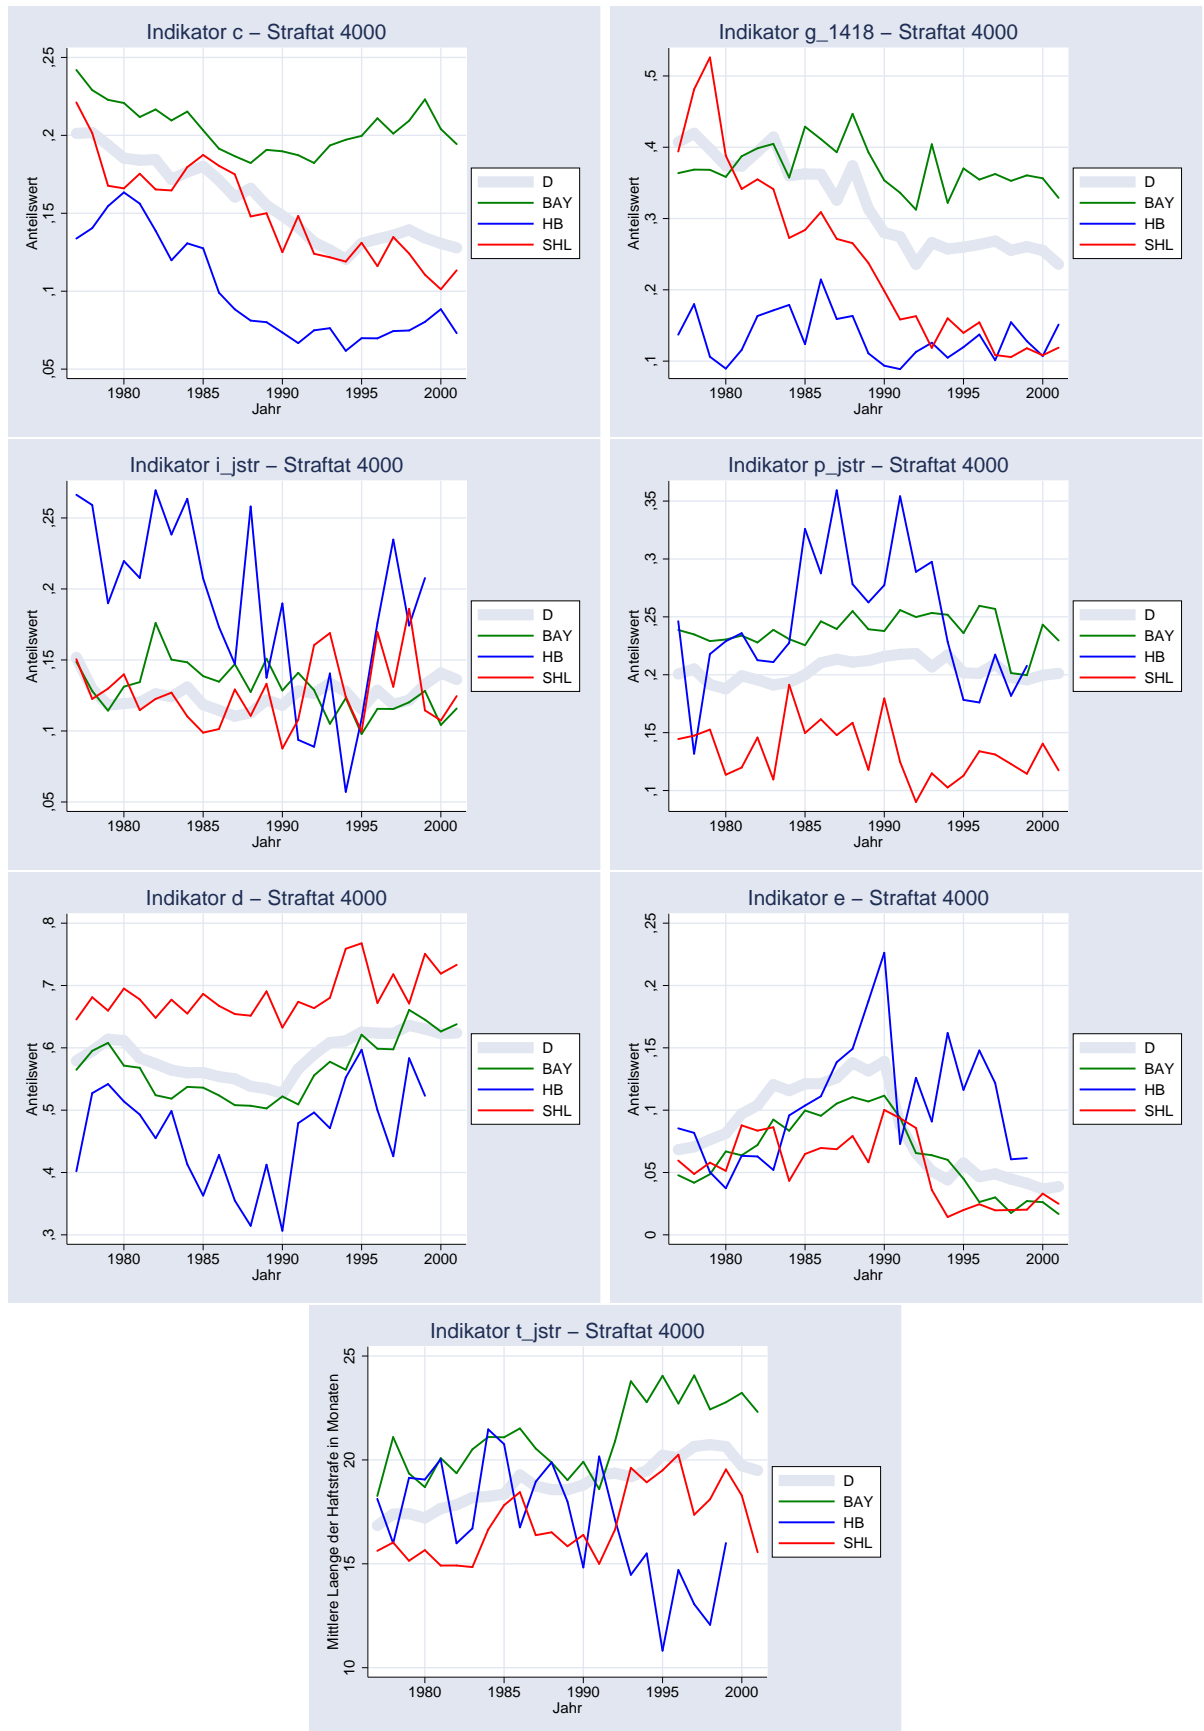 Indikator c – Straftat 4000
Anteilswert
,25
,2
,15
,1
,05
1980 1985 1990 1995 2000
Jahr
D
BAY
HB
SHL
Indikator g_1418 – Straftat 4000
Anteilswert
,5
,4
,3
,2
,1
1980 1985 1990 1995 2000
Jahr
D
BAY
HB
SHL
Indikator i_jstr – Straftat 4000
Anteilswert
,25
,2
,15
,1
,05
1980 1985 1990 1995 2000
Jahr
D
BAY
HB
SHL
Indikator p_jstr – Straftat 4000
Anteilswert
,35
,3
,25
,2
,15
,1
1980 1985 1990 1995 2000
Jahr
D
BAY
HB
SHL
Indikator d – Straftat 4000
Anteilswert
,8
,7
,6
,5
,4
,3
1980 1985 1990 1995 2000
Jahr
D
BAY
HB
SHL
Indikator e – Straftat 4000
Anteilswert
,25
,2
,15
,1
,05
0
1980 1985 1990 1995 2000
Jahr
D
BAY
HB
SHL
Indikator t_jstr – Straftat 4000
Mittlere Laenge der Haftstrafe in Monaten
25
20
15
10
1980 1985 1990 1995 2000
Jahr
D
BAY
HB
SHL